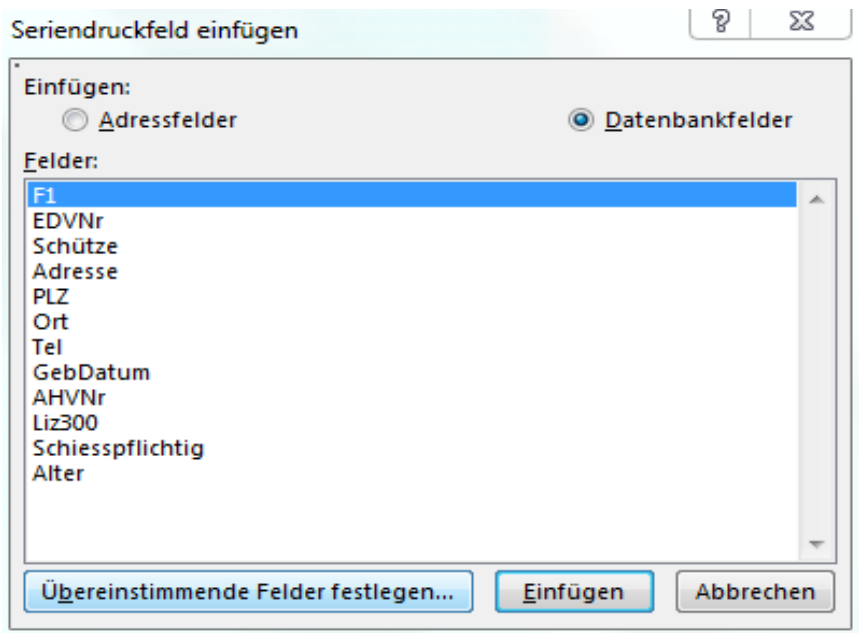 Seriendruckfeld einfügen
Einfügen:
Adressfelder Datenbankfelder
Felder:
F1
EDVNr
Schütze
Adresse
PLZ
Ort
Tel
GebDatum
AHVNr
Liz300
Schiesspflichtig
Alter
Übereinstimmende Felder festlegen... Einfügen Abbrechen